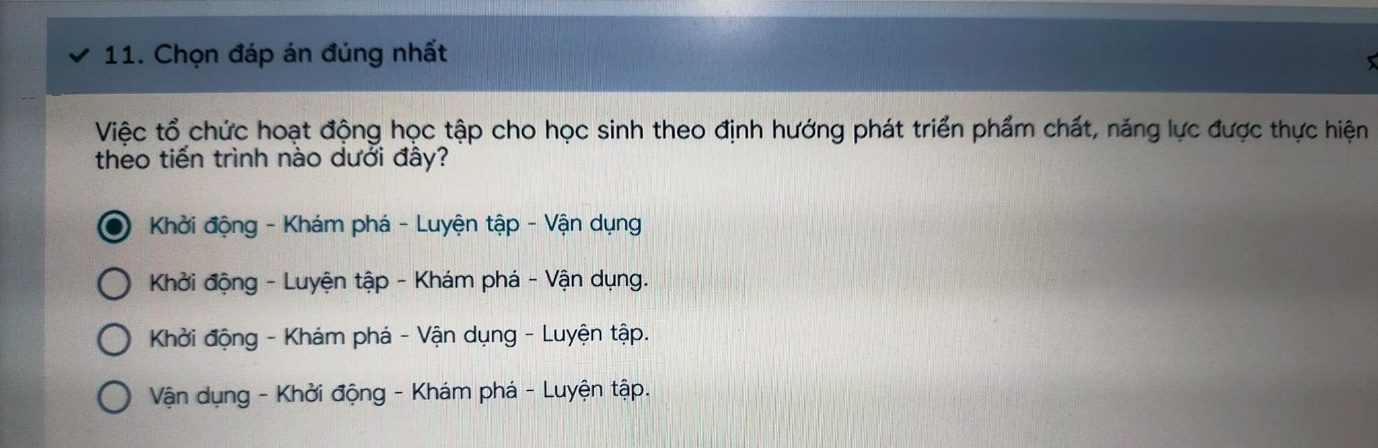 11. Chọn đáp án đúng nhất
Việc tổ chức hoạt động học tập cho học sinh theo định hướng phát triển phẩm chất, năng lực được thực hiện
theo tiến trình nào dưới đây?
Khởi động - Khám phá - Luyện tập - Vận dụng
Khởi động - Luyện tập - Khám phá - Vận dụng.
Khởi động - Khám phá - Vận dụng - Luyện tập.
Vận dụng - Khởi động - Khám phá - Luyện tập.